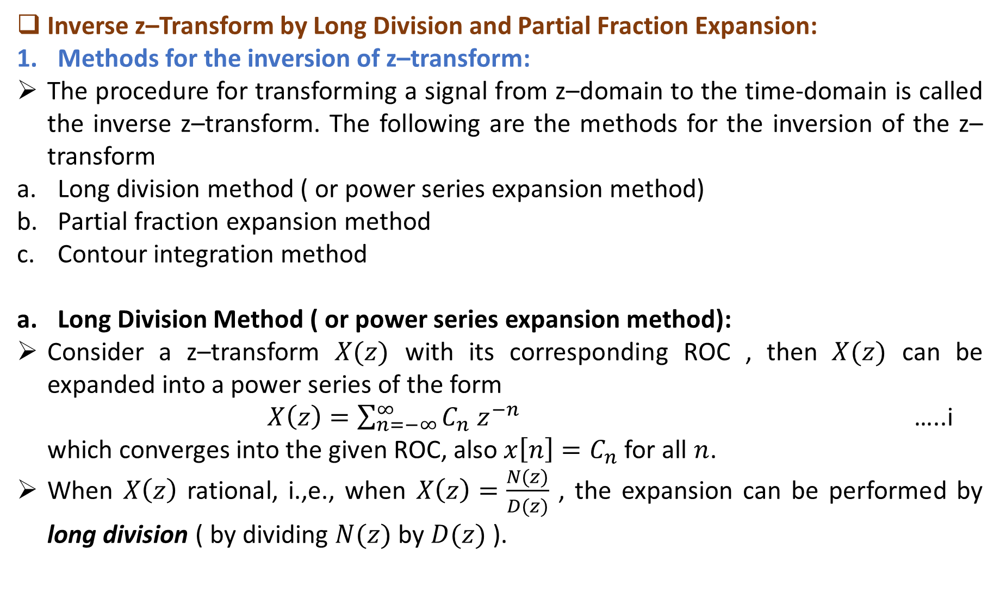 ❑ Inverse z–Transform by Long Division and Partial Fraction Expansion:
1. Methods for the inversion of z–transform:
➢ The procedure for transforming a signal from z–domain to the time-domain is called
the inverse z–transform. The following are the methods for the inversion of the z–
transform
a. Long division method ( or power series expansion method)
b. Partial fraction expansion method
c. Contour integration method
a. Long Division Method ( or power series expansion method):
➢ Consider a z–transform X(z) with its corresponding ROC , then X(z) can be
expanded into a power series of the form
X(z) = ∑_{n=−∞}^{∞} C_n z^{−n} …..i
which converges into the given ROC, also x[n] = C_n for all n.
➢ When X(z) rational, i.,e., when X(z) = N(z)/D(z) , the expansion can be performed by
long division ( by dividing N(z) by D(z) ).